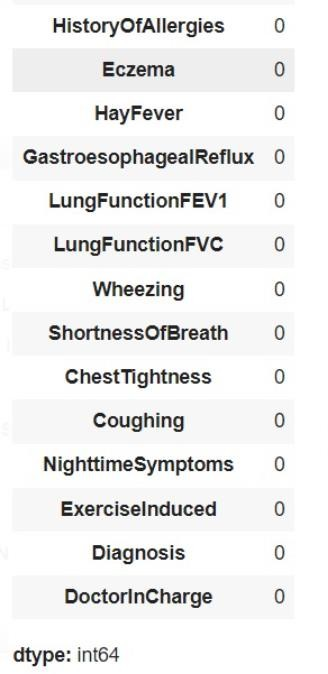 HistoryOfAllergies 0
Eczema 0
HayFever 0
GastroesophagealReflux 0
LungFunctionFEV1 0
LungFunctionFVC 0
Wheezing 0
ShortnessOfBreath 0
ChestTightness 0
Coughing 0
NighttimeSymptoms 0
ExerciseInduced 0
Diagnosis 0
DoctorInCharge 0
dtype: int64